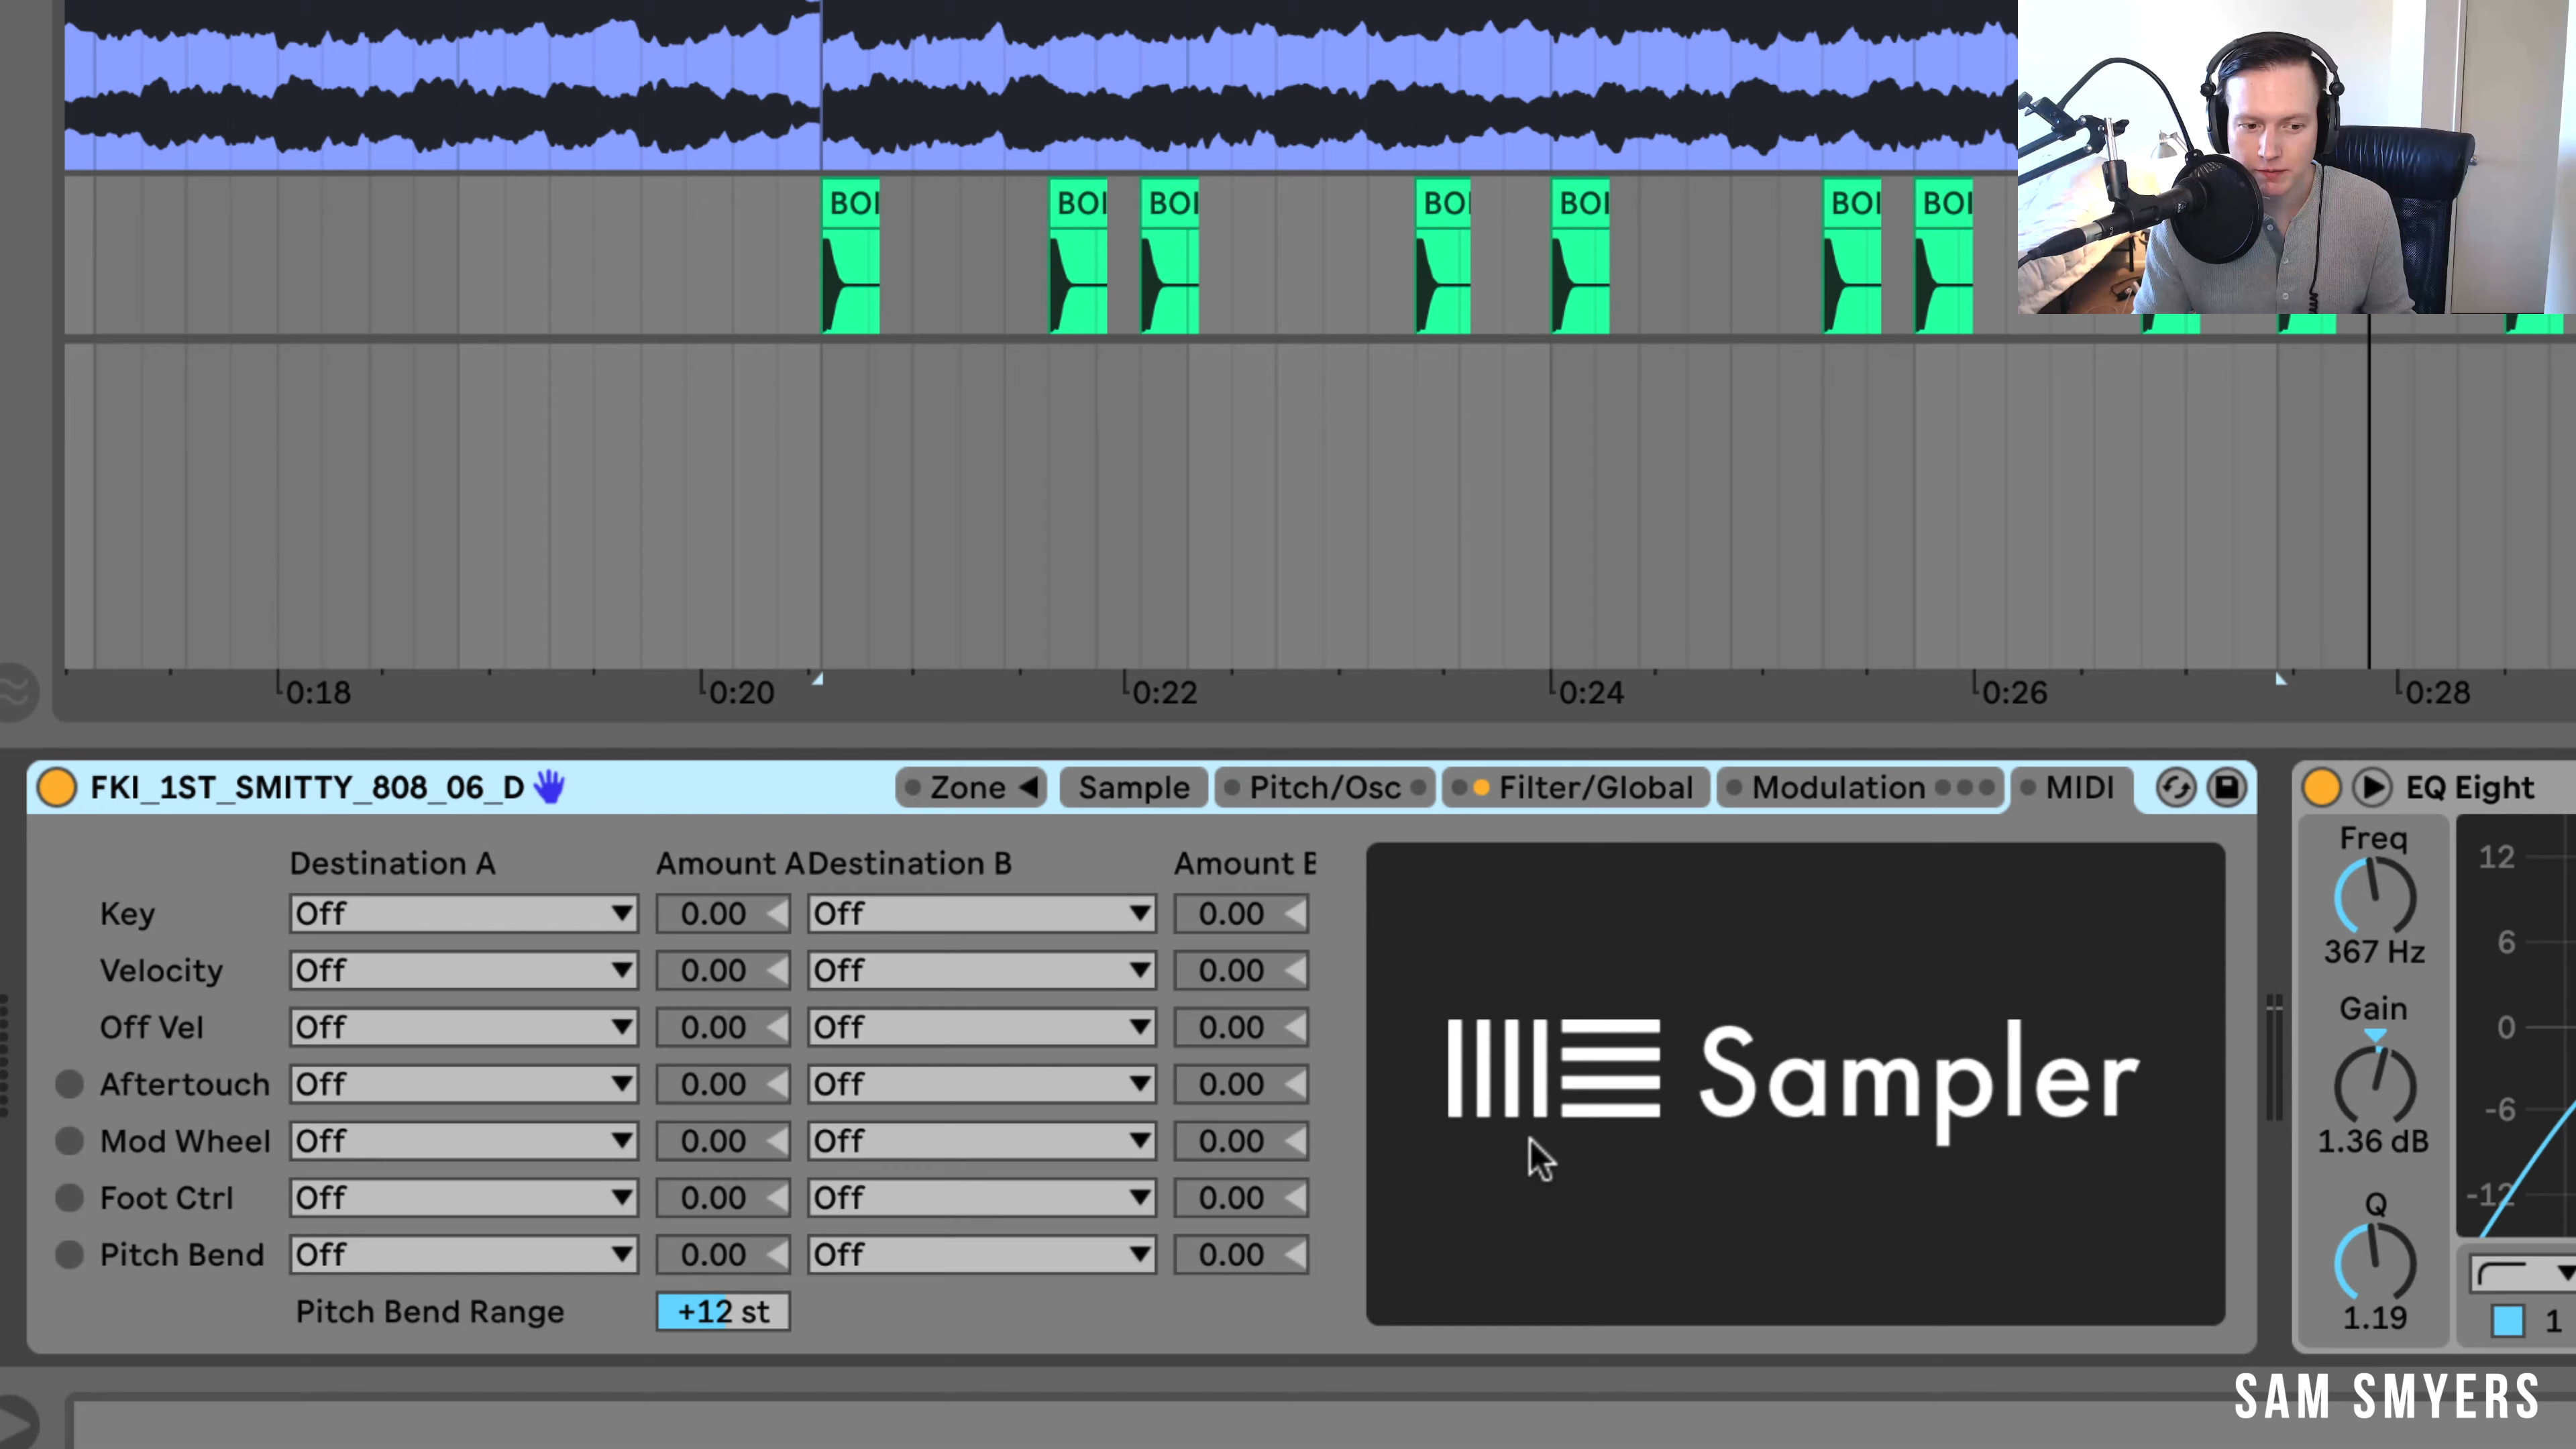 BOI BOI BOI BOI BOI BOI BOI
0:18 0:20 0:22 0:24 0:26 0:28
FKI_1ST_SMITTY_808_06_D Zone Sample Pitch/Osc Filter/Global Modulation MIDI EQ Eight
Destination A Amount A Destination B Amount B
Key Off 0.00 Off 0.00
Velocity Off 0.00 Off 0.00
Off Vel Off 0.00 Off 0.00
Aftertouch Off 0.00 Off 0.00
Mod Wheel Off 0.00 Off 0.00
Foot Ctrl Off 0.00 Off 0.00
Pitch Bend Off 0.00 Off 0.00
Pitch Bend Range +12 st
Sampler
Freq
367 Hz
Gain
1.36 dB
Q
1.19
12
6
0
-6
-12
1
SAM SMYERS